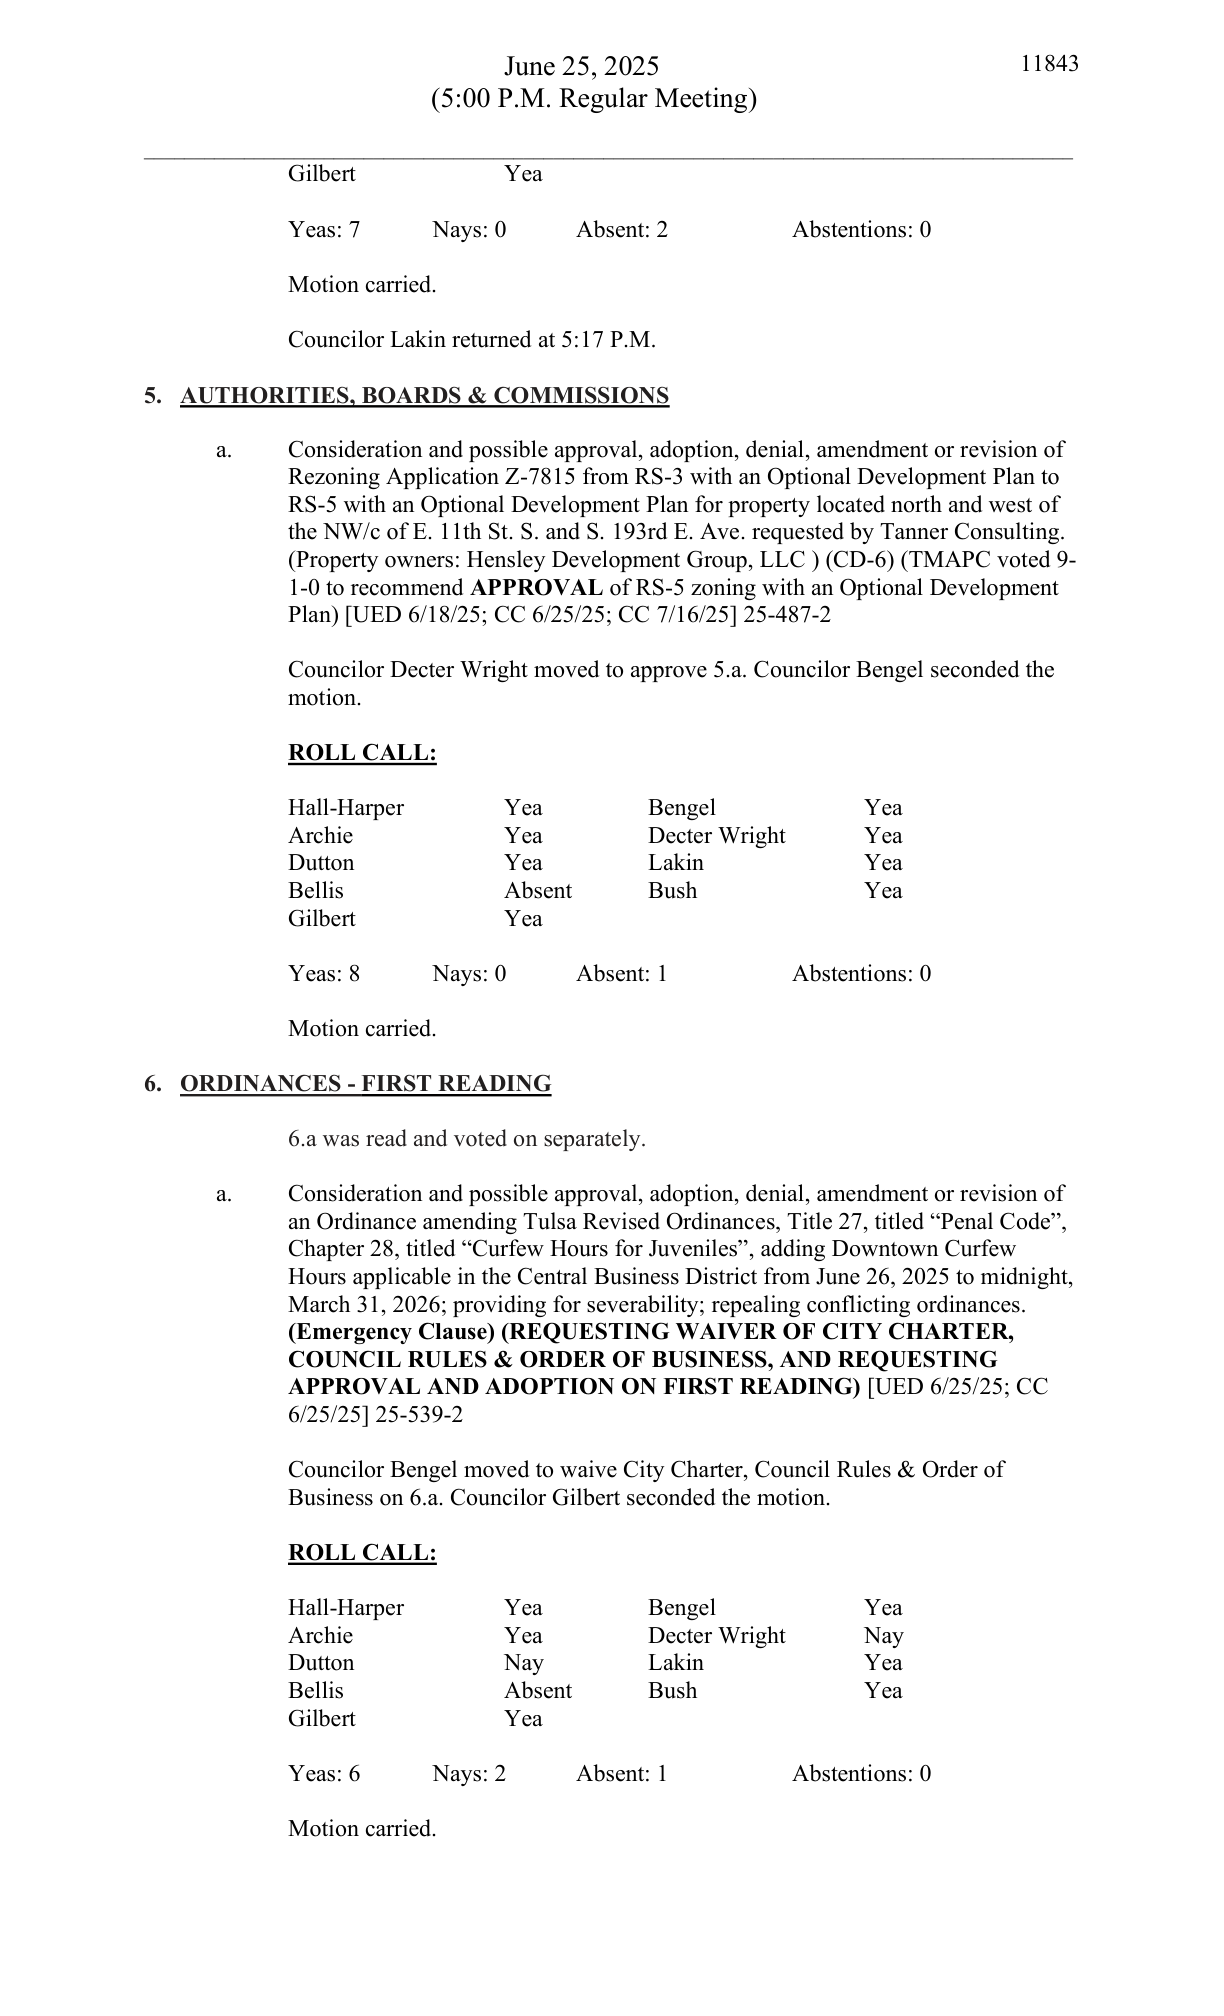 June 25, 2025 11843
(5:00 P.M. Regular Meeting)
Gilbert Yea
Yeas: 7 Nays: 0 Absent: 2 Abstentions: 0
Motion carried.
Councilor Lakin returned at 5:17 P.M.
5. AUTHORITIES, BOARDS & COMMISSIONS
a. Consideration and possible approval, adoption, denial, amendment or revision of
Rezoning Application Z-7815 from RS-3 with an Optional Development Plan to
RS-5 with an Optional Development Plan for property located north and west of
the NW/c of E. 11th St. S. and S. 193rd E. Ave. requested by Tanner Consulting.
(Property owners: Hensley Development Group, LLC ) (CD-6) (TMAPC voted 9-
1-0 to recommend APPROVAL of RS-5 zoning with an Optional Development
Plan) [UED 6/18/25; CC 6/25/25; CC 7/16/25] 25-487-2
Councilor Decter Wright moved to approve 5.a. Councilor Bengel seconded the
motion.
ROLL CALL:
Hall-Harper Yea Bengel Yea
Archie Yea Decter Wright Yea
Dutton Yea Lakin Yea
Bellis Absent Bush Yea
Gilbert Yea
Yeas: 8 Nays: 0 Absent: 1 Abstentions: 0
Motion carried.
6. ORDINANCES - FIRST READING
6.a was read and voted on separately.
a. Consideration and possible approval, adoption, denial, amendment or revision of
an Ordinance amending Tulsa Revised Ordinances, Title 27, titled “Penal Code”,
Chapter 28, titled “Curfew Hours for Juveniles”, adding Downtown Curfew
Hours applicable in the Central Business District from June 26, 2025 to midnight,
March 31, 2026; providing for severability; repealing conflicting ordinances.
(Emergency Clause) (REQUESTING WAIVER OF CITY CHARTER,
COUNCIL RULES & ORDER OF BUSINESS, AND REQUESTING
APPROVAL AND ADOPTION ON FIRST READING) [UED 6/25/25; CC
6/25/25] 25-539-2
Councilor Bengel moved to waive City Charter, Council Rules & Order of
Business on 6.a. Councilor Gilbert seconded the motion.
ROLL CALL:
Hall-Harper Yea Bengel Yea
Archie Yea Decter Wright Nay
Dutton Nay Lakin Yea
Bellis Absent Bush Yea
Gilbert Yea
Yeas: 6 Nays: 2 Absent: 1 Abstentions: 0
Motion carried.